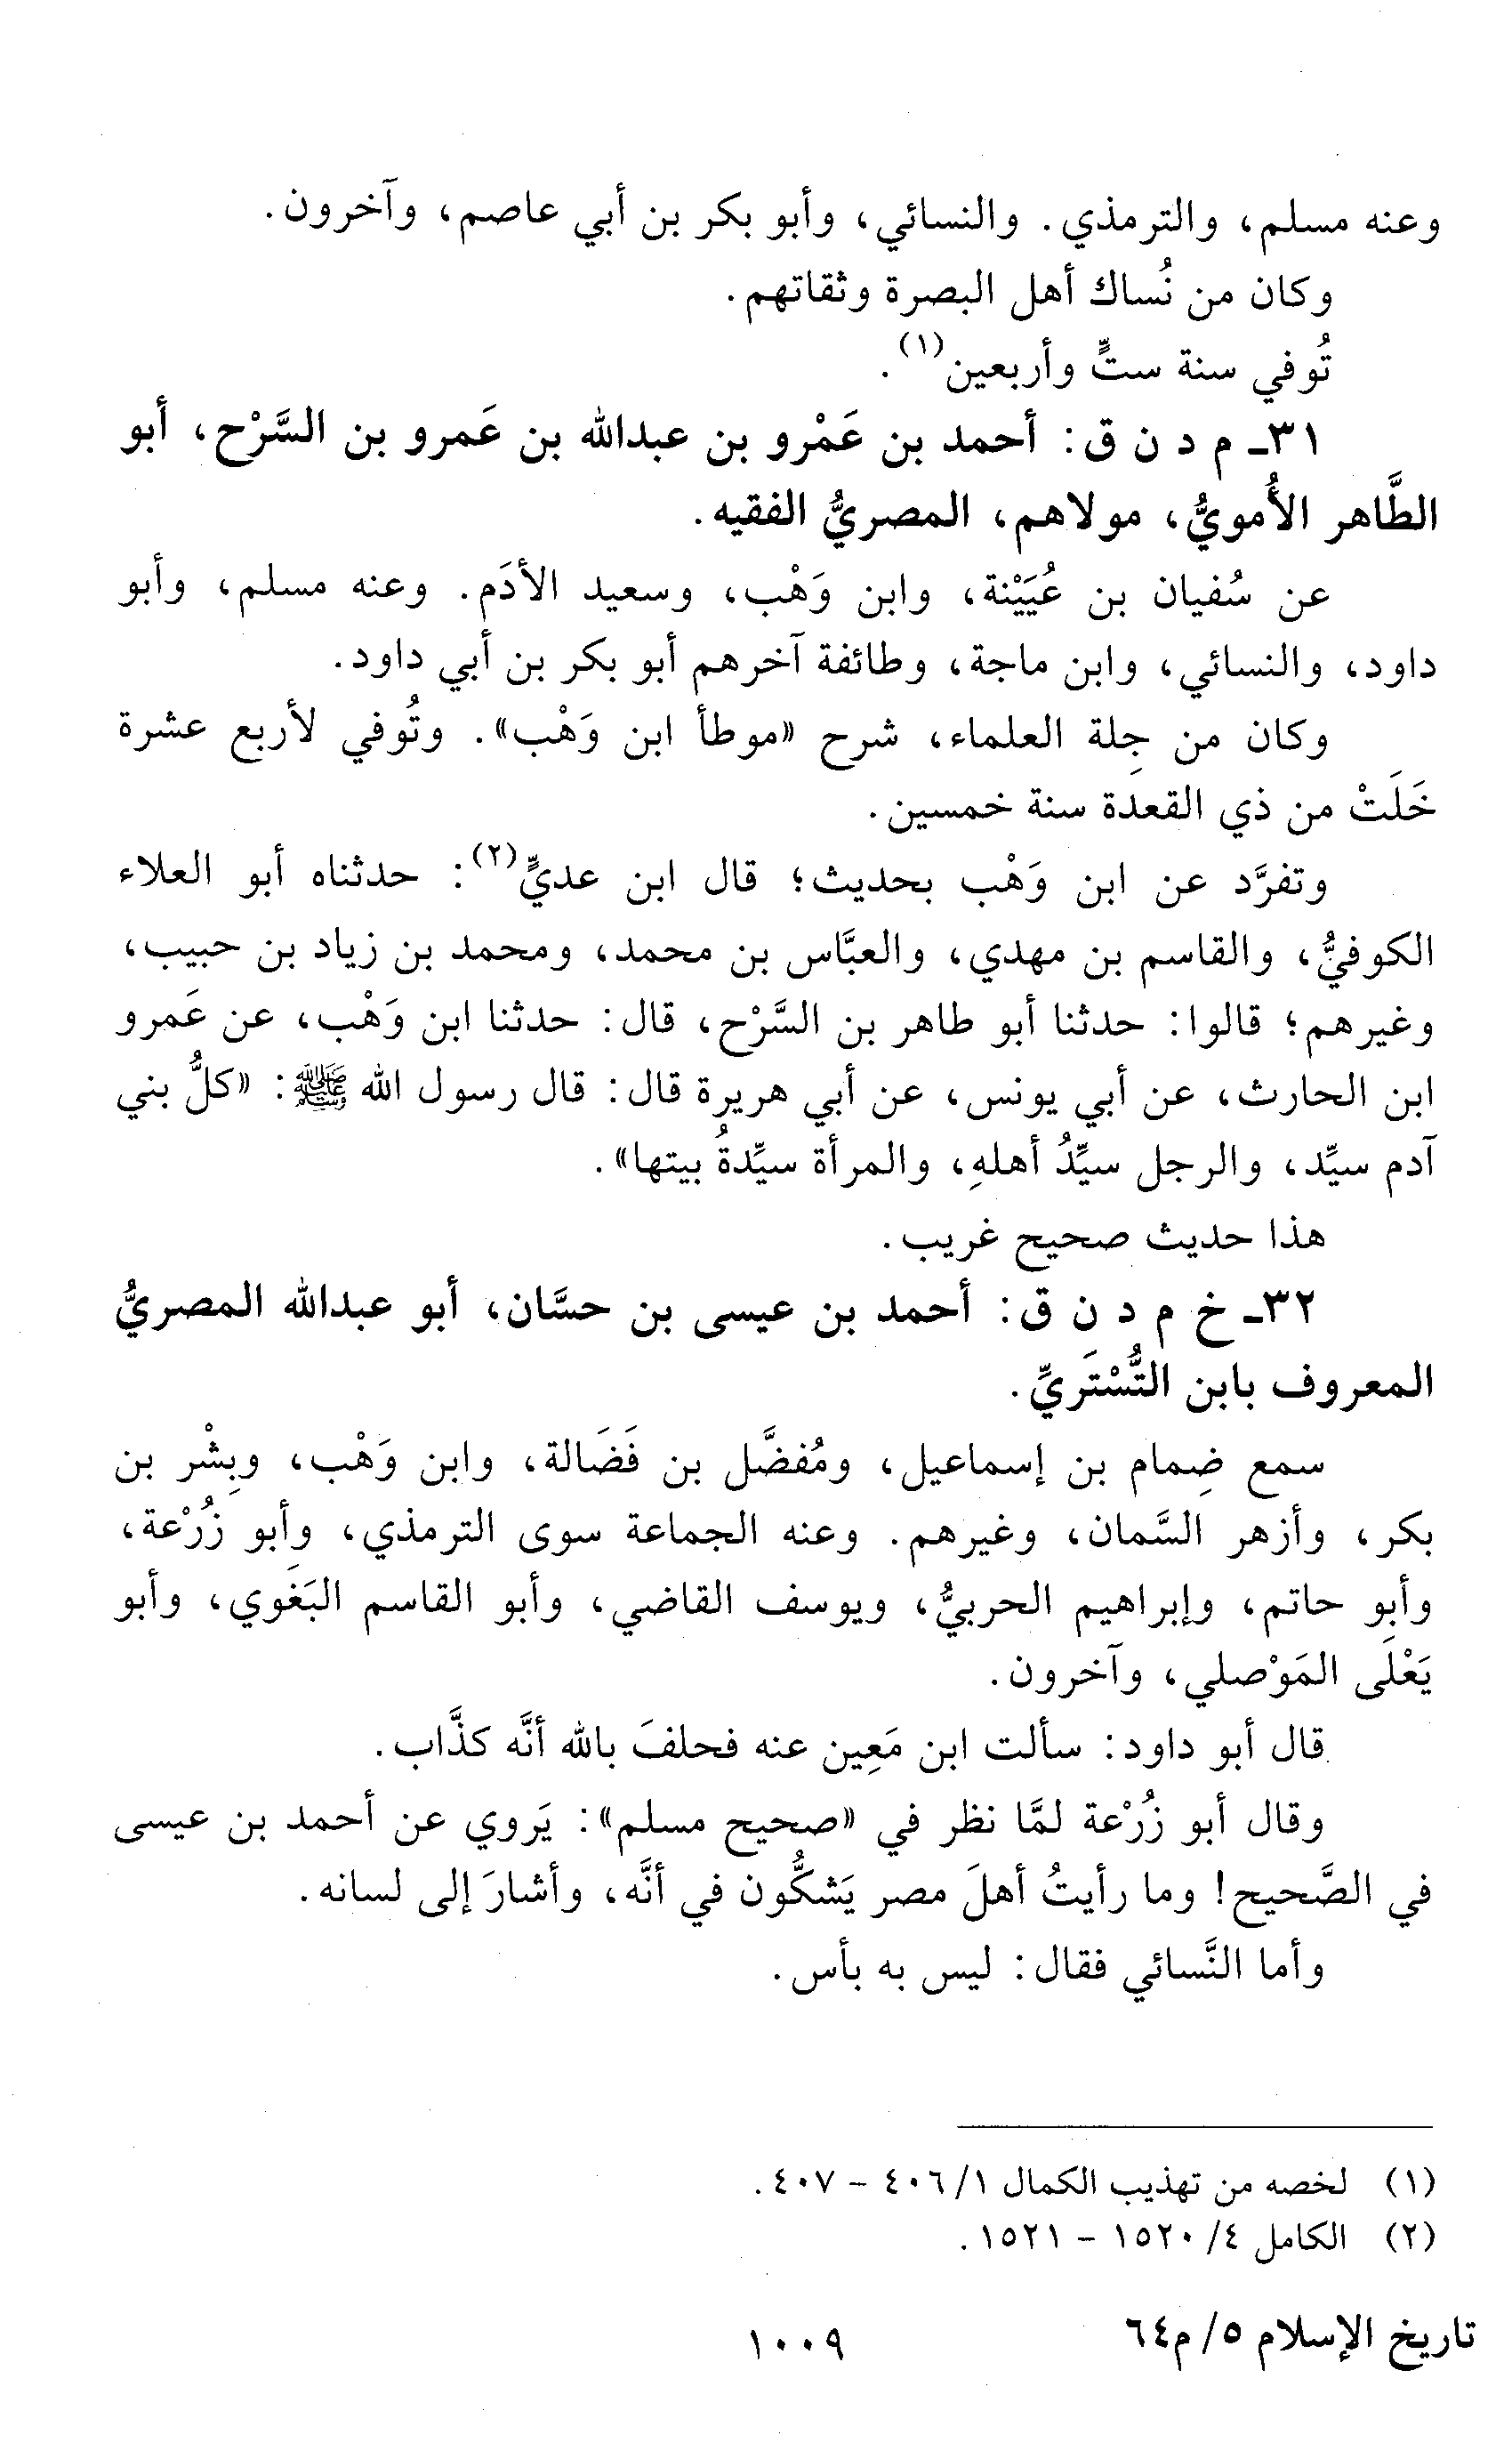 وعنه مسلم، والترمذي. والنسائي، وأبو بكر بن أبي عاصم، وآخرون.
وكان من نُساك أهل البصرة وثقاتهم.
تُوفي سنة ستٍّ وأربعين(١).
٣١ـ م د ن ق: أحمد بن عَمْرو بن عبدالله بن عَمرو بن السَّرْح، أبو
الطَّاهر الأُمويُّ، مولاهم، المصريُّ الفقيه.
عن سُفيان بن عُيَيْنة، وابن وَهْب، وسعيد الأدَم. وعنه مسلم، وأبو
داود، والنسائي، وابن ماجة، وطائفة آخرهم أبو بكر بن أبي داود.
وكان من جِلة العلماء، شرح «موطأ ابن وَهْب». وتُوفي لأربع عشرة
خَلَتْ من ذي القعدة سنة خمسين.
وتفرَّد عن ابن وَهْب بحديث؛ قال ابن عديٍّ(٢): حدثناه أبو العلاء
الكوفيُّ، والقاسم بن مهدي، والعبَّاس بن محمد، ومحمد بن زياد بن حبيب،
وغيرهم؛ قالوا: حدثنا أبو طاهر بن السَّرْح، قال: حدثنا ابن وَهْب، عن عَمرو
ابن الحارث، عن أبي يونس، عن أبي هريرة قال: قال رسول الله ﷺ: «كلُّ بني
آدم سيِّد، والرجل سيِّدُ أهلهِ، والمرأة سيِّدةُ بيتها».
هذا حديث صحيح غريب.
٣٢ـ خ م د ن ق: أحمد بن عيسى بن حسَّان، أبو عبدالله المصريُّ
المعروف بابن التُّسْتَريِّ.
سمع ضِمام بن إسماعيل، ومُفضَّل بن فَضَالة، وابن وَهْب، وبِشْر بن
بكر، وأزهر السَّمان، وغيرهم. وعنه الجماعة سوى الترمذي، وأبو زُرْعة،
وأبو حاتم، وإبراهيم الحربيُّ، ويوسف القاضي، وأبو القاسم البَغَوي، وأبو
يَعْلَى المَوْصلي، وآخرون.
قال أبو داود: سألت ابن مَعِين عنه فحلفَ بالله أنَّه كذَّاب.
وقال أبو زُرْعة لمَّا نظر في «صحيح مسلم»: يَروي عن أحمد بن عيسى
في الصَّحيح! وما رأيتُ أهلَ مصر يَشكُّون في أنَّه، وأشارَ إلى لسانه.
وأما النَّسائي فقال: ليس به بأس.
(١) لخصه من تهذيب الكمال ١/ ٤٠٦ - ٤٠٧.
(٢) الكامل ٤/ ١٥٢٠ - ١٥٢١.
تاريخ الإسلام ٥/ م٦٤
١٠٠٩